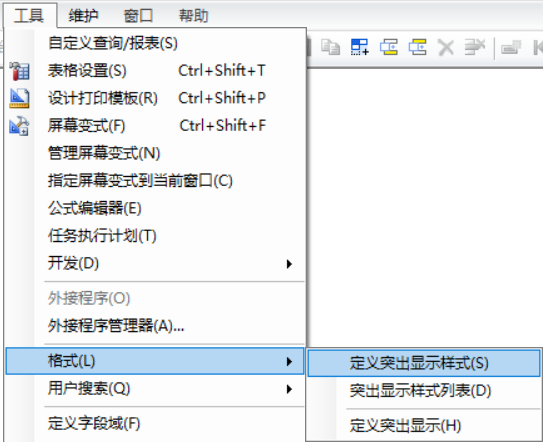 工具 维护 窗口 帮助
自定义查询/报表(S)
表格设置(S) Ctrl+Shift+T
设计打印模板(R) Ctrl+Shift+P
屏幕变式(F) Ctrl+Shift+F
管理屏幕变式(N)
指定屏幕变式到当前窗口(C)
公式编辑器(E)
任务执行计划(T)
开发(D)
外接程序(O)
外接程序管理器(A)...
格式(L) 定义突出显示样式(S)
用户搜索(Q) 突出显示样式列表(D)
定义字段域(F) 定义突出显示(H)